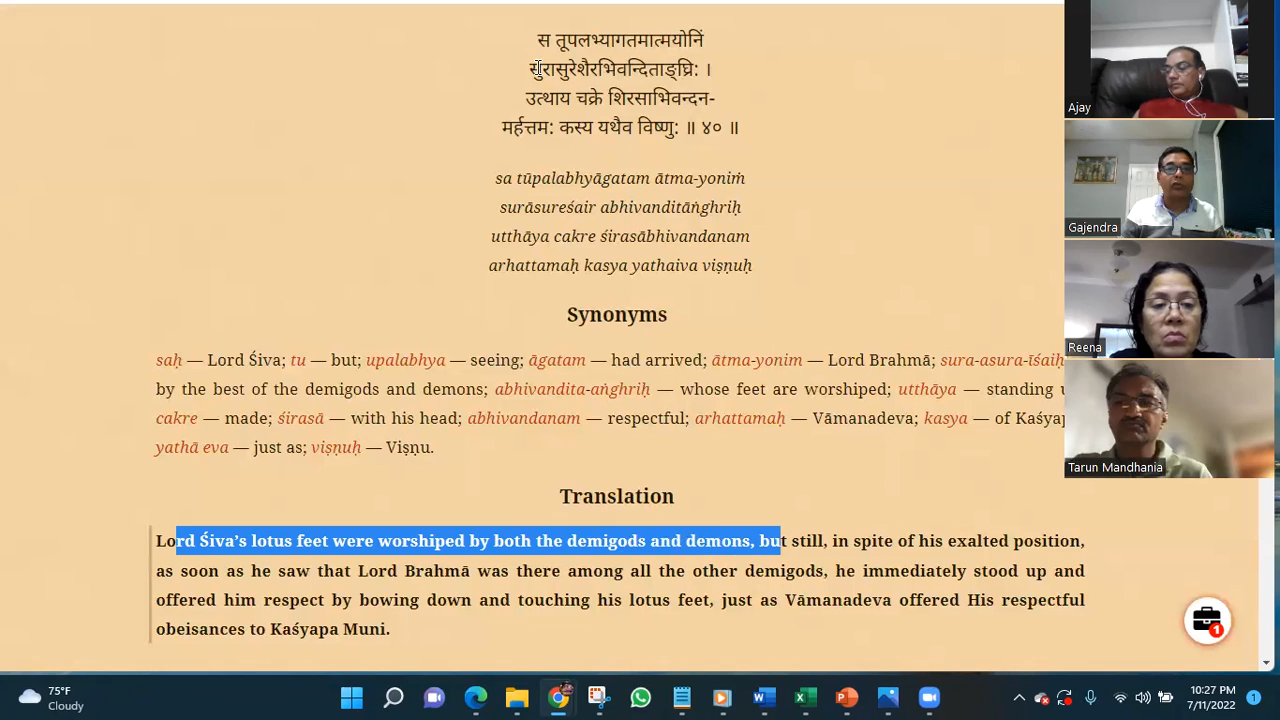 स तूपलभ्यागतमात्मयोनिं
सुरासुरेशैरभिवन्दिताङ्‌घ्रि: ।
उत्थाय चक्रे शिरसाभिवन्दन-
मर्हत्तम: कस्य यथैव विष्णु: ॥ ४० ॥
sa tūpalabhyāgatam ātma-yoniṁ
surāsureśair abhivanditāṅghriḥ
utthāya cakre śirasābhivandanam
arhattamaḥ kasya yathaiva viṣṇuḥ
Synonyms
saḥ — Lord Śiva; tu — but; upalabhya — seeing; āgatam — had arrived; ātma-yonim — Lord Brahmā; sura-asura-īśaiḥ
by the best of the demigods and demons; abhivandita-aṅghriḥ — whose feet are worshiped; utthāya — standing
cakre — made; śirasā — with his head; abhivandanam — respectful; arhattamaḥ — Vāmanadeva; kasya — of
yathā eva — just as; viṣṇuḥ — Viṣṇu.
Translation
Lord Śiva’s lotus feet were worshiped by both the demigods and demons, but still, in spite of his exalted position,
as soon as he saw that Lord Brahmā was there among all the other demigods, he immediately stood up and
offered him respect by bowing down and touching his lotus feet, just as Vāmanadeva offered His respectful
obeisances to Kaśyapa Muni.
Ajay
Gajendra
Reena
Tarun Mandhania
1
75°F
Cloudy
10:27 PM
7/11/2022
1